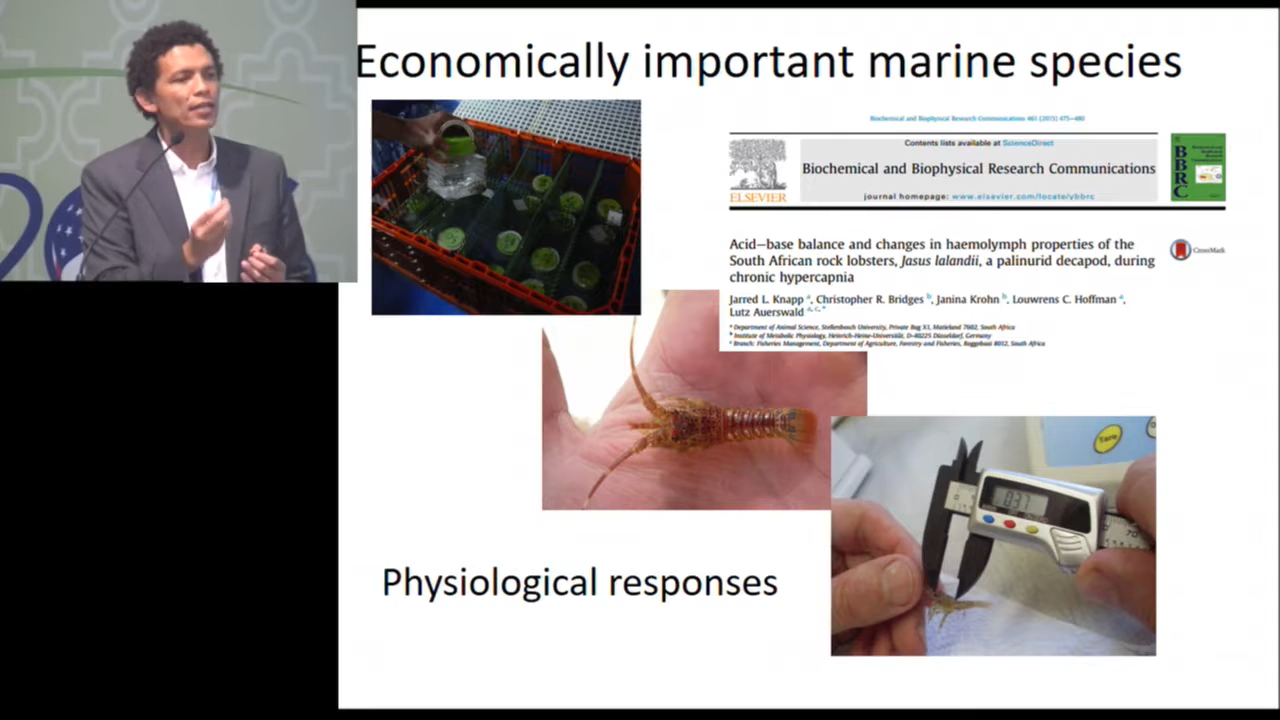 Economically important marine species
Biochemical and Biophysical Research Communications 461 (2015) 475–480
Contents lists available at ScienceDirect
Biochemical and Biophysical Research Communications
ELSEVIER
journal homepage: www.elsevier.com/locate/ybbrc
BBRC
Acid–base balance and changes in haemolymph properties of the
South African rock lobsters, Jasus lalandii, a palinurid decapod, during
chronic hypercapnia
CrossMark
Jarred L. Knapp a, Christopher R. Bridges b, Janina Krohn b, Louwrens C. Hoffman a,
Lutz Auerswald a, c, *
a Department of Animal Science, Stellenbosch University, Private Bag X1, Matieland 7602, South Africa
b Institute of Metabolic Physiology, Heinrich-Heine-Universität, D-40225 Düsseldorf, Germany
c Branch: Fisheries Management, Department of Agriculture, Forestry and Fisheries, Roggebaai 8012, South Africa
Tare
Physiological responses